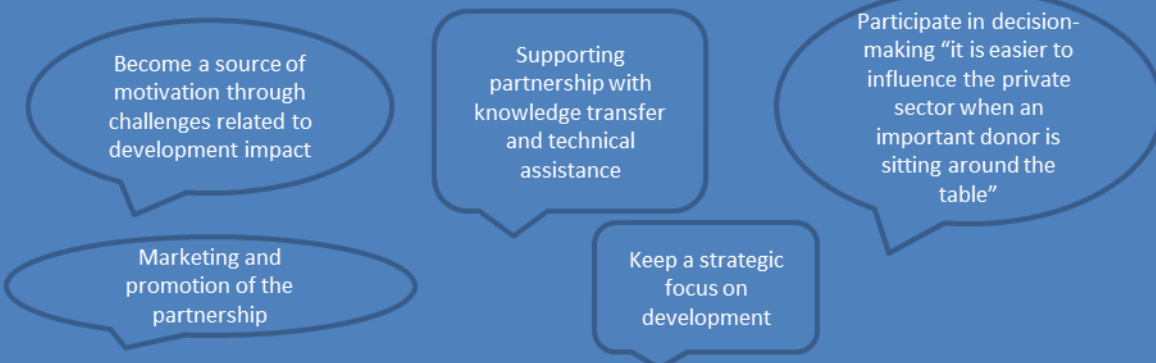 Become a source of
motivation through
challenges related to
development impact
Supporting
partnership with
knowledge transfer
and technical
assistance
Participate in decision-
making “it is easier to
influence the private
sector when an
important donor is
sitting around the
table”
Marketing and
promotion of the
partnership
Keep a strategic
focus on
development